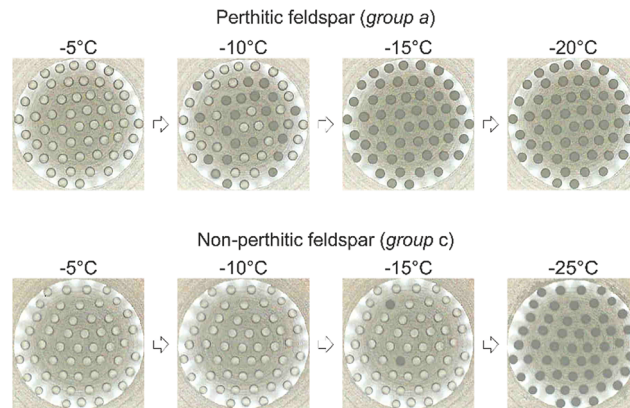 Perthitic feldspar (group a)
-5°C -10°C -15°C -20°C
Non-perthitic feldspar (group c)
-5°C -10°C -15°C -25°C